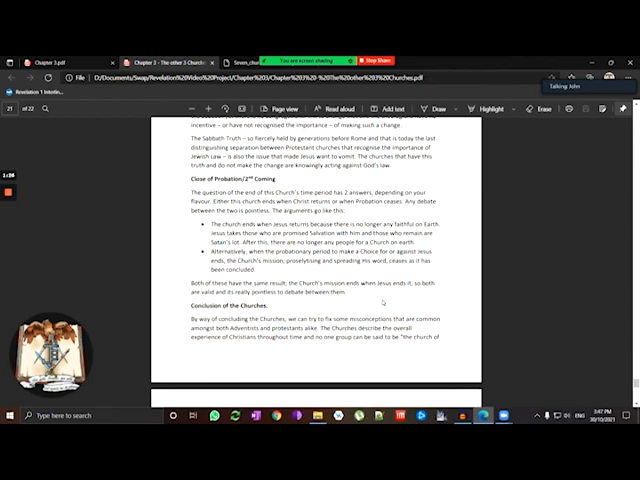 Chapter 3.pdf
Chapter 3 - The other 3 Churche
Seven_chur
You are screen sharing
Stop Share
File
D:/Documents/Swap/Revelation%20Video%20Project/Chapter%203/Chapter%203%20-%20The%20other%203%20Churches.pdf
Talking: John
Revelation 1 Interlin...
21 of 22
Page view
Read aloud
Add text
Draw
Highlight
Erase
incentive – or have not recognised the importance – of making such a change.
The Sabbath Truth – so fiercely held by generations before Rome and that is today the last
distinguishing separation between Protestant churches that recognise the importance of
Jewish Law – is also the issue that made Jesus want to vomit. The churches that have this
truth and do not make the change are knowingly acting against God's law.
Close of Probation/2nd Coming
The question of the end of this Church's time period has 2 answers, depending on your
flavour. Either this church ends when Christ returns or when Probation ceases. Any debate
between the two is pointless. The arguments go like this:
• The church ends when Jesus returns because there is no longer any faithful on Earth.
Jesus takes those who are promised Salvation with him and those who remain are
Satan's lot. After this, there are no longer any people for a Church on earth.
• Alternatively, when the probationary period to make a Choice for or against Jesus
ends, the Church's mission, proselytising and spreading His word, ceases as it has
been concluded.
Both of these have the same result, the Church's mission ends when Jesus ends it, so both
are valid and its really pointless to debate between them.
Conclusion of the Churches.
By way of concluding the Churches, we can try to fix some misconceptions that are common
amongst both Adventists and protestants alike. The Churches describe the overall
experience of Christians throughout time and no one group can be said to be "the church of
Type here to search
ENG
3:47 PM
30/10/2021